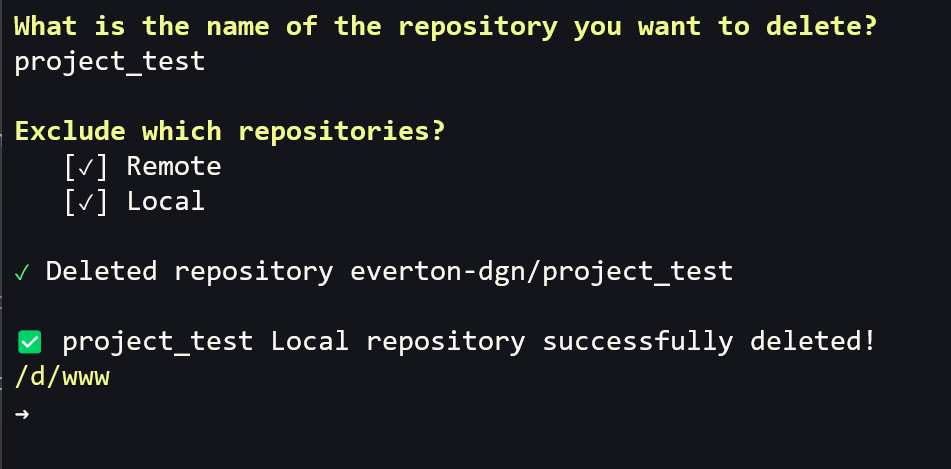 What is the name of the repository you want to delete?
project_test
Exclude which repositories?
[✓] Remote
[✓] Local
✓ Deleted repository everton-dgn/project_test
✅ project_test Local repository successfully deleted!
/d/www
→